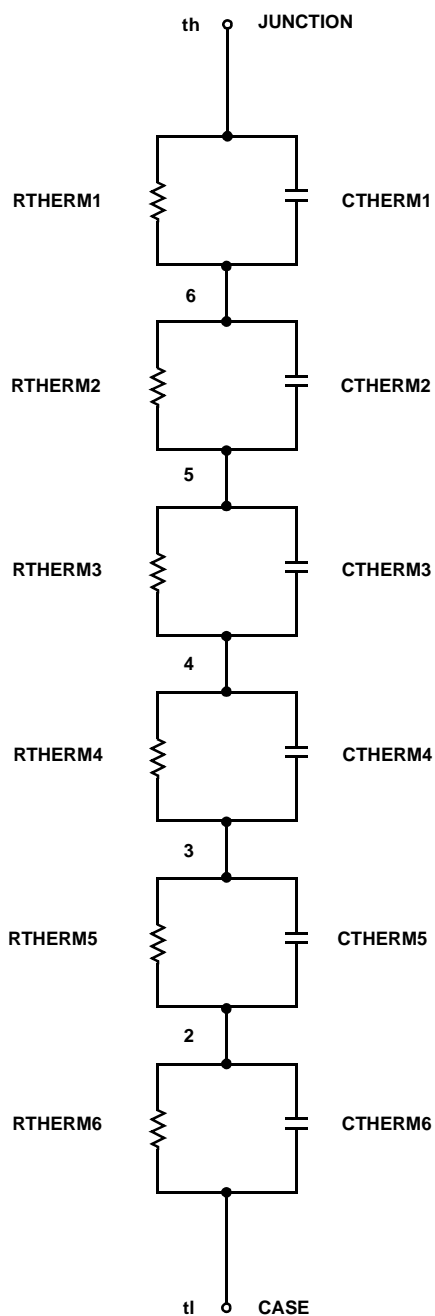 th JUNCTION
RTHERM1 CTHERM1
6
RTHERM2 CTHERM2
5
RTHERM3 CTHERM3
4
RTHERM4 CTHERM4
3
RTHERM5 CTHERM5
2
RTHERM6 CTHERM6
tl CASE